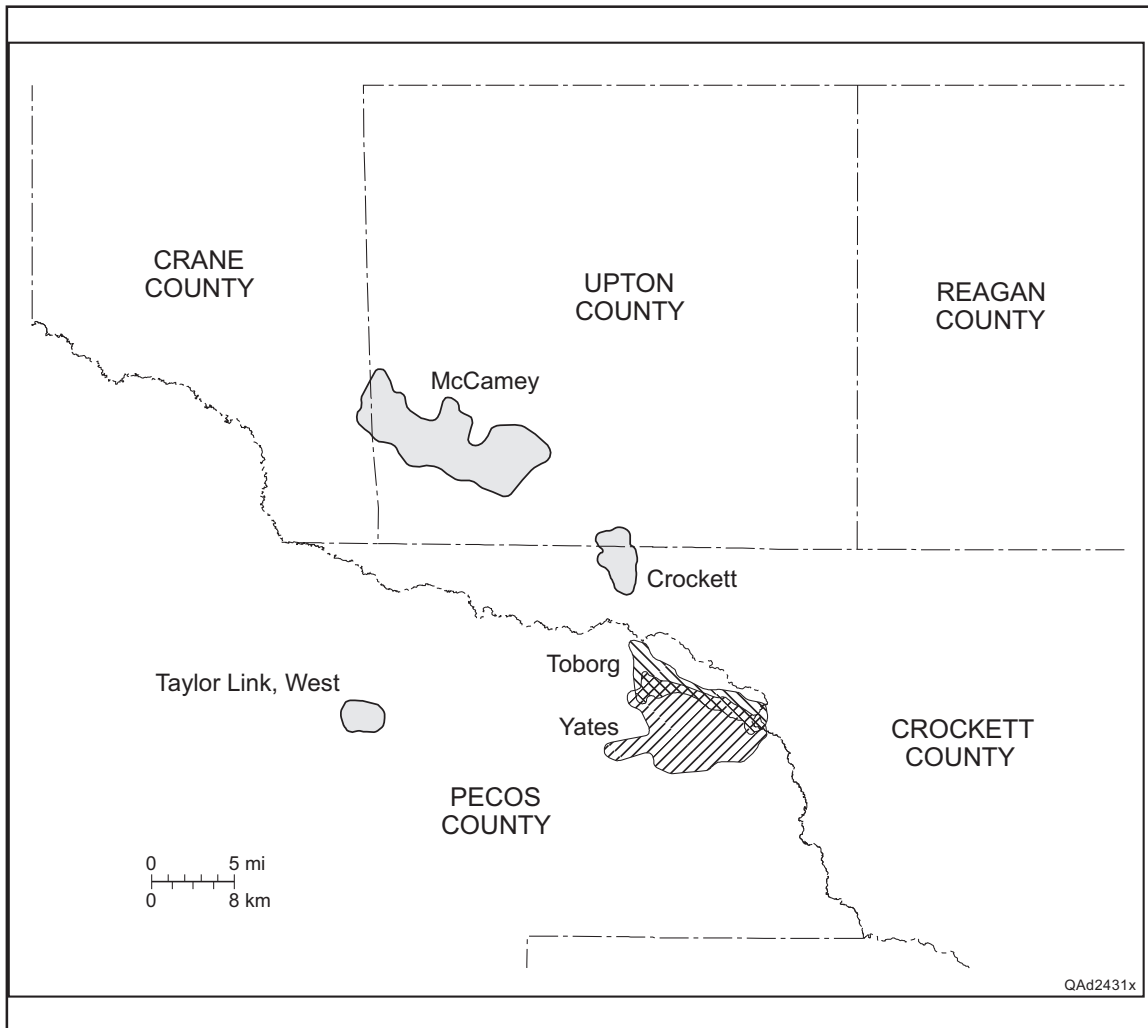 CRANE
COUNTY
UPTON
COUNTY
REAGAN
COUNTY
McCamey
Crockett
Toborg
Taylor Link, West
Yates
CROCKETT
COUNTY
PECOS
COUNTY
0 5 mi
0 8 km
QAd2431x